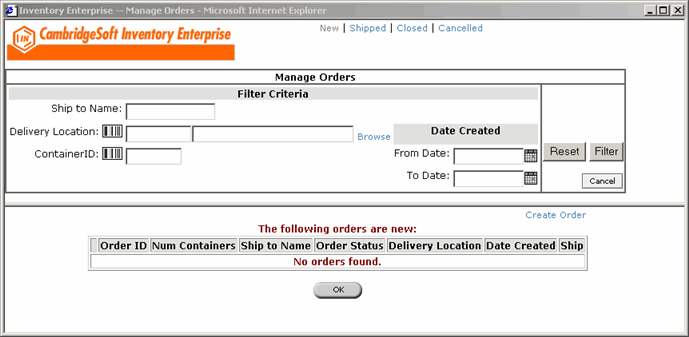 Inventory Enterprise -- Manage Orders - Microsoft Internet Explorer
CambridgeSoft Inventory Enterprise
New | Shipped | Closed | Cancelled
Manage Orders
Filter Criteria
Ship to Name:
Delivery Location: Browse Date Created
ContainerID: From Date: Reset Filter
To Date: Cancel
Create Order
The following orders are new:
Order ID Num Containers Ship to Name Order Status Delivery Location Date Created Ship
No orders found.
OK